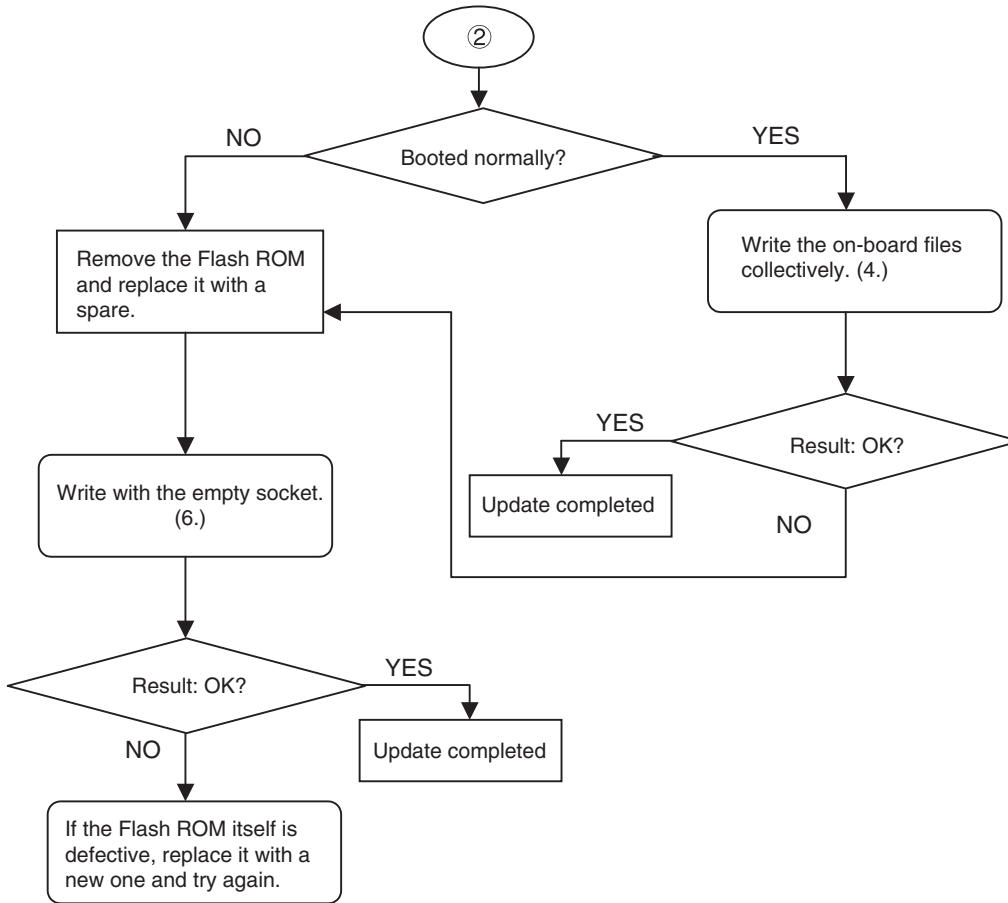 ②
Booted normally?
NO
YES
Remove the Flash ROM
and replace it with a
spare.
Write the on-board files
collectively. (4.)
YES
Result: OK?
Update completed
NO
Write with the empty socket.
(6.)
Result: OK?
YES
Update completed
NO
If the Flash ROM itself is
defective, replace it with a
new one and try again.